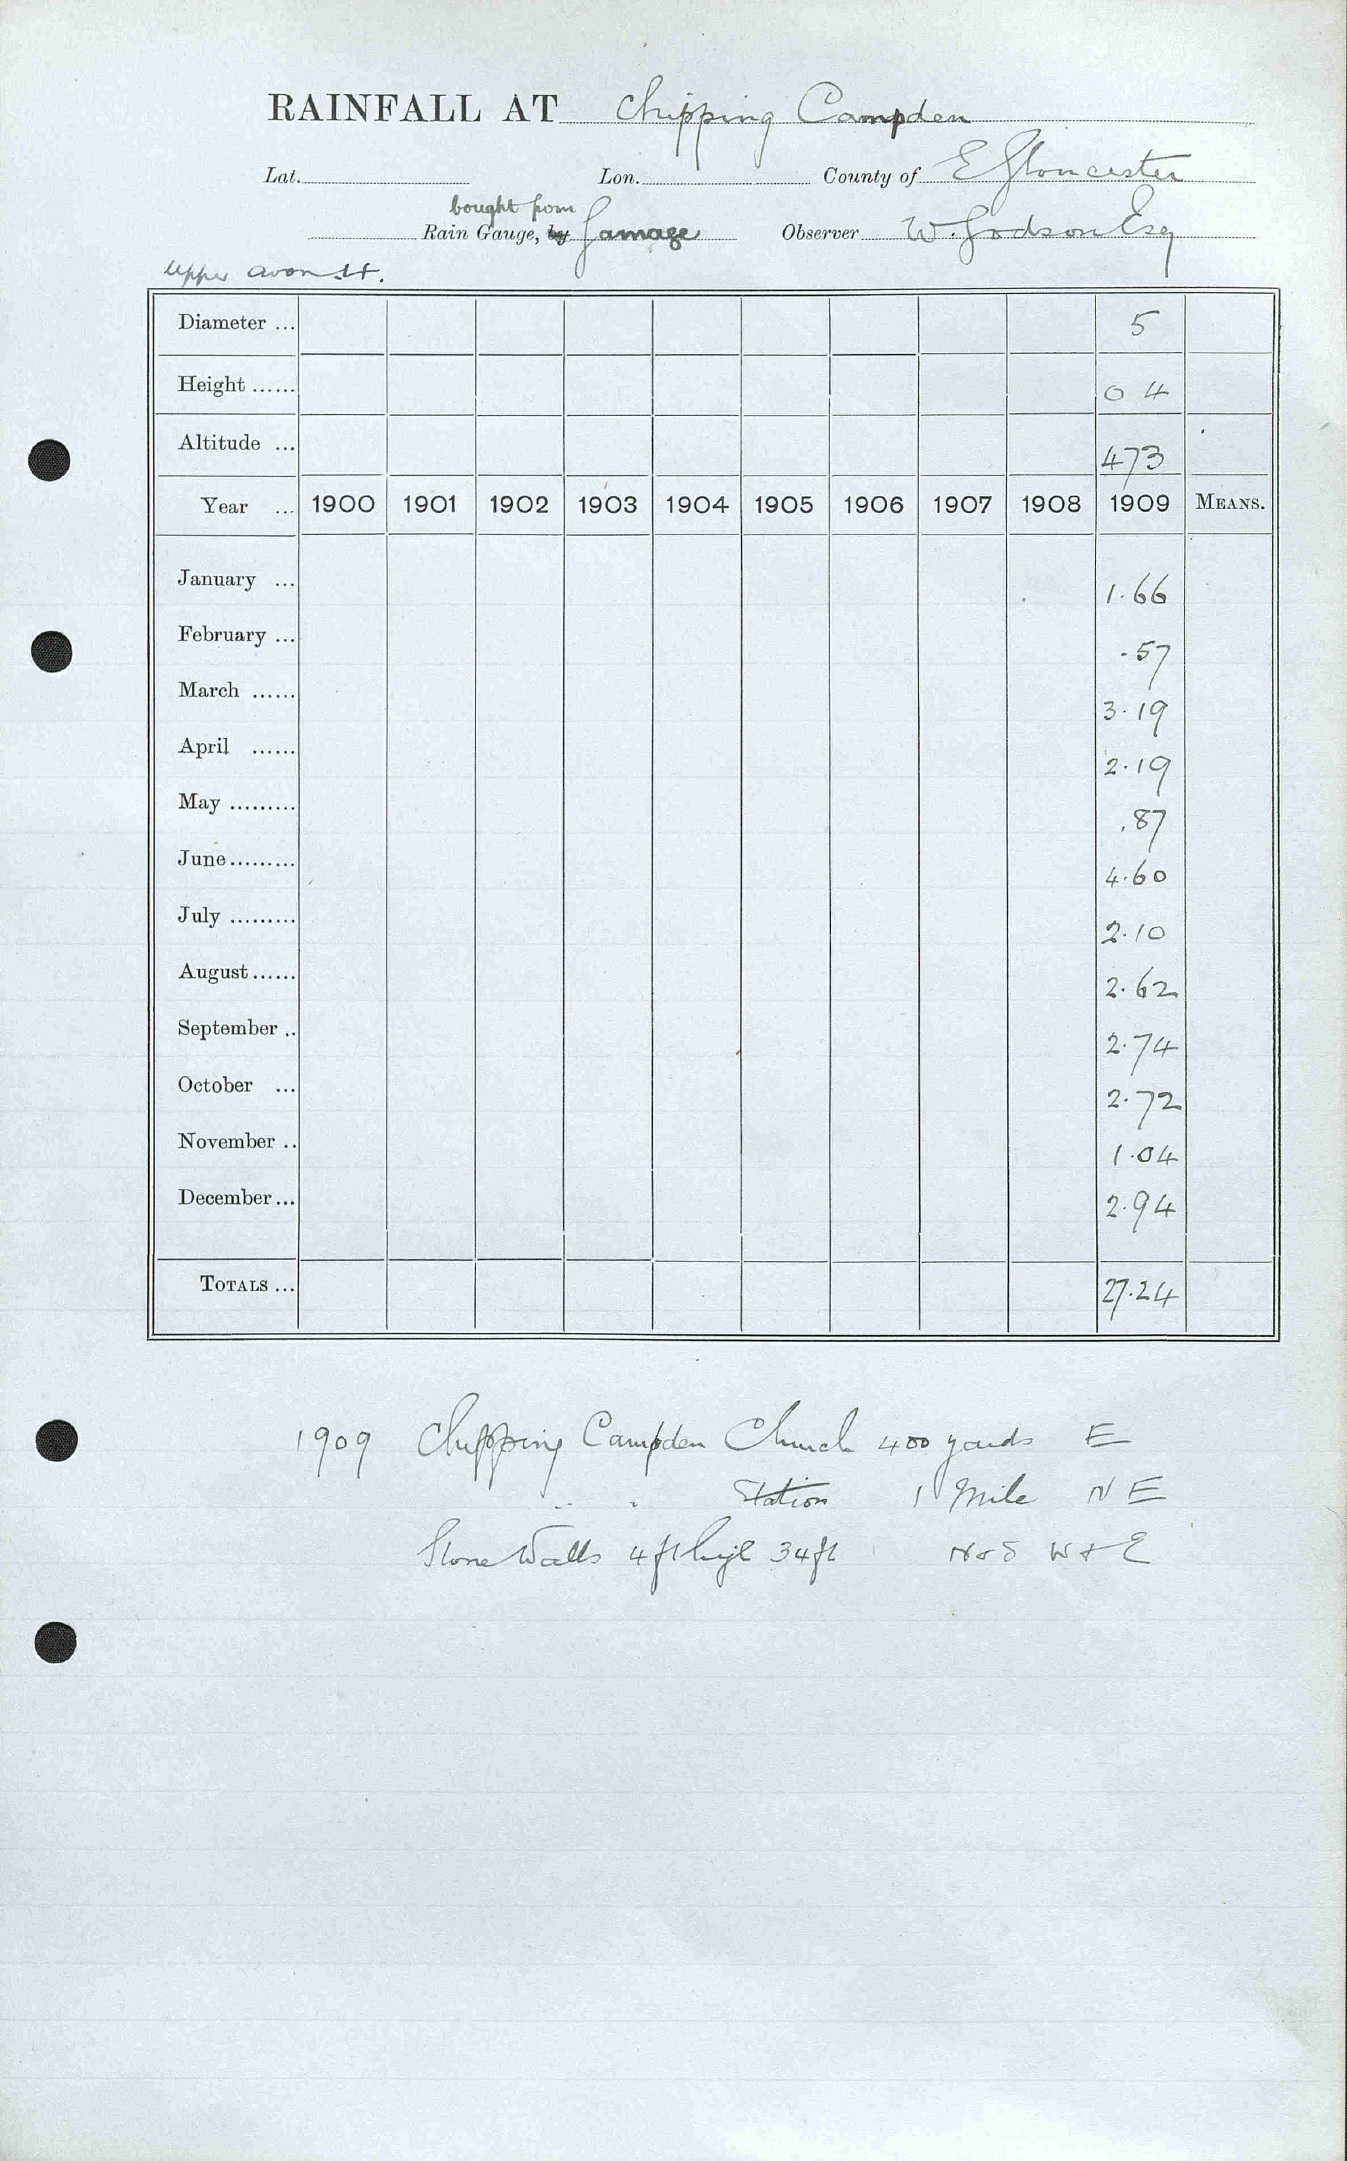 RAINFALL AT Chipping Campden
Lat. Lon. County of E Gloucester
bought from
Rain Gauge, by Gamage Observer W. Godson Esq
Upper Avon St.
Diameter ... 5
Height ...... 0 4
Altitude ... 473
Year ... 1900 1901 1902 1903 1904 1905 1906 1907 1908 1909 MEANS.
January ... 1.66
February ... .57
March ...... 3.19
April ...... 2.19
May ......... .87
June ......... 4.60
July ......... 2.10
August ...... 2.62
September .. 2.74
October ... 2.72
November .. 1.04
December ... 2.94
TOTALS ... 27.24
1909 Chipping Campden Church 400 yards E
" " Station 1 Mile N E
Stone Walls 4 ft high 34 ft N & S W & E